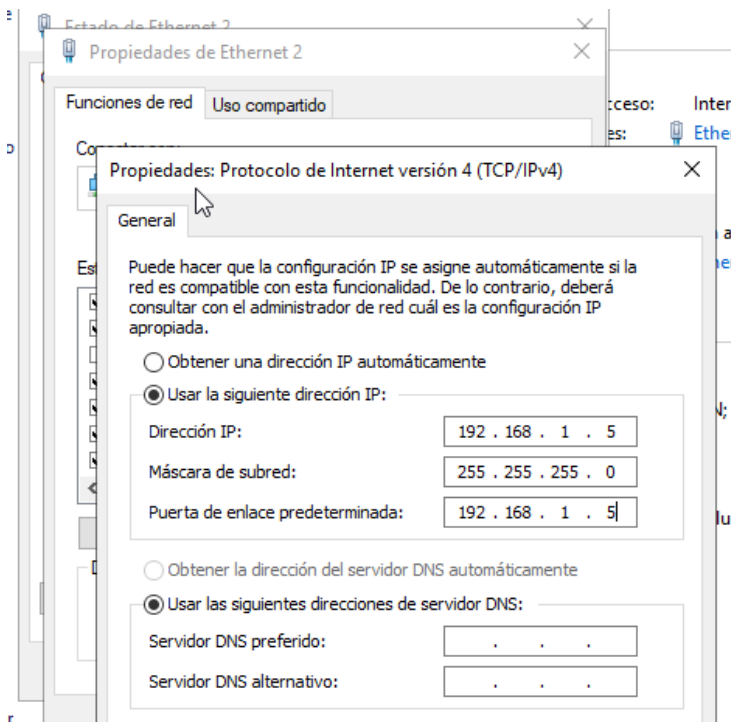 Estado de Ethernet 2
Propiedades de Ethernet 2
Funciones de red
Uso compartido
Propiedades: Protocolo de Internet versión 4 (TCP/IPv4)
General
Puede hacer que la configuración IP se asigne automáticamente si la
red es compatible con esta funcionalidad. De lo contrario, deberá
consultar con el administrador de red cuál es la configuración IP
apropiada.
Obtener una dirección IP automáticamente
Usar la siguiente dirección IP:
Dirección IP: 192 . 168 . 1 . 5
Máscara de subred: 255 . 255 . 255 . 0
Puerta de enlace predeterminada: 192 . 168 . 1 . 5
Obtener la dirección del servidor DNS automáticamente
Usar las siguientes direcciones de servidor DNS:
Servidor DNS preferido: . . .
Servidor DNS alternativo: . . .